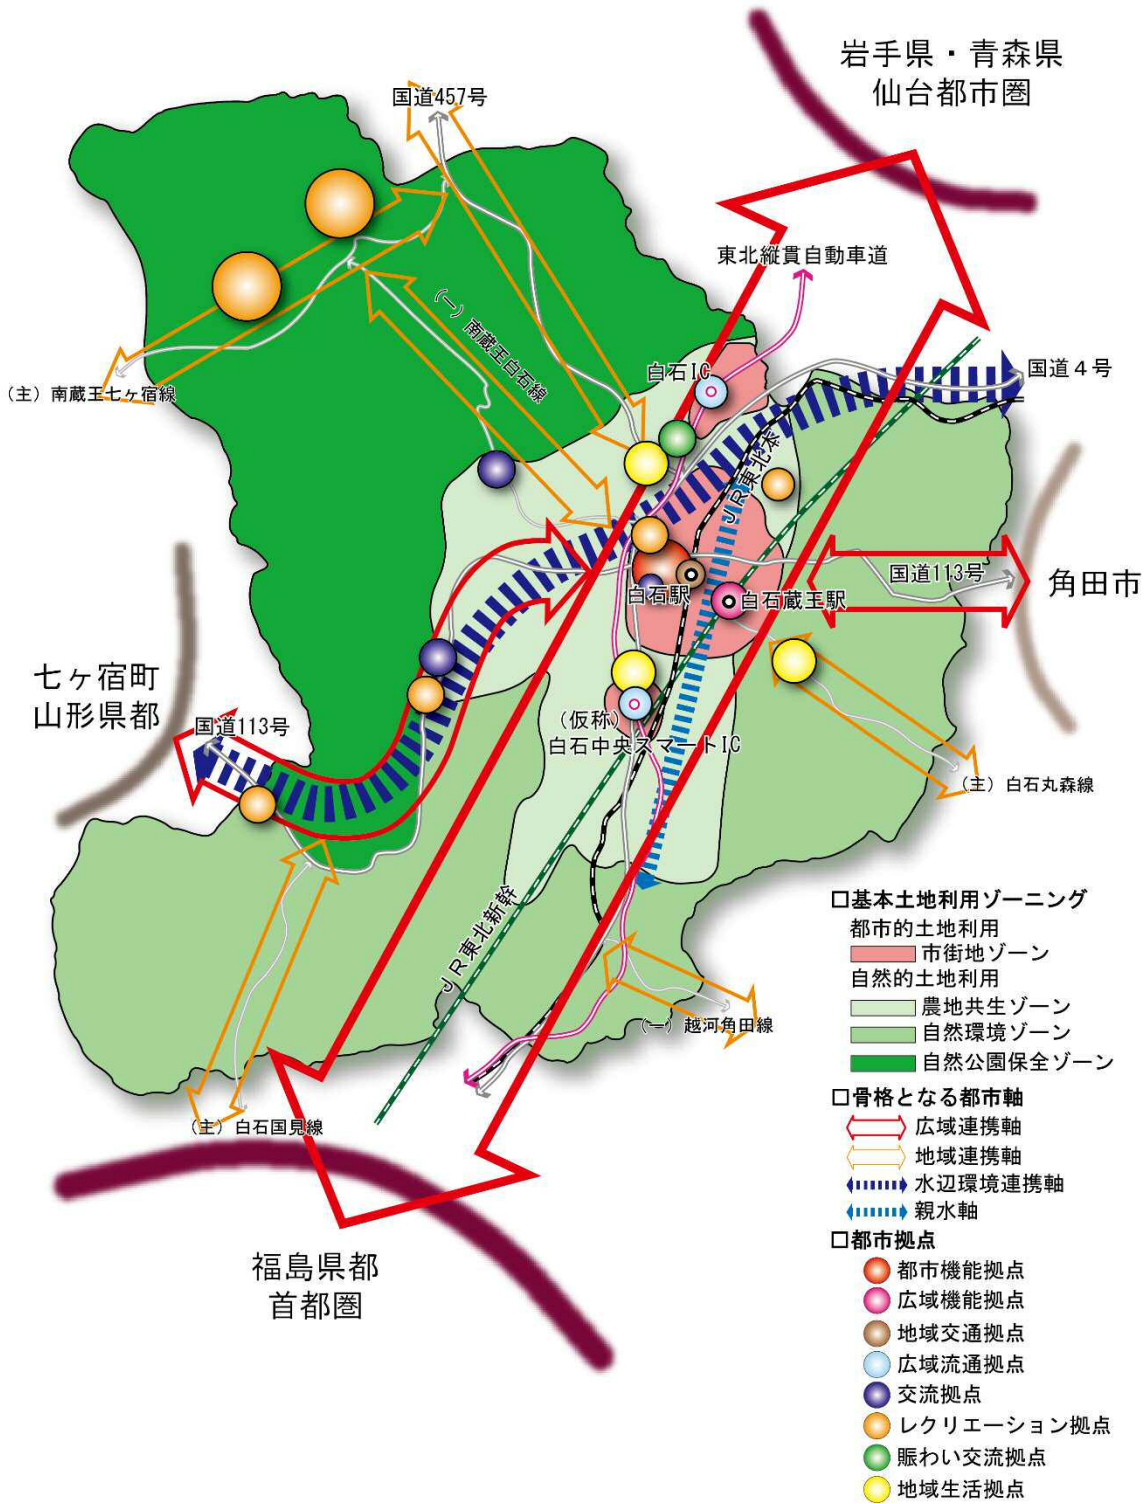 岩手県・青森県
仙台都市圏
国道457号
東北縦貫自動車道
(一)南蔵王白石線
白石IC
国道４号
(主)南蔵王七ヶ宿線
ＪＲ東北本
国道113号
角田市
白石駅
白石蔵王駅
七ヶ宿町
山形県都
国道113号
(仮称)
白石中央スマートIC
(主)白石丸森線
ＪＲ東北新幹
(一)越河角田線
(主)白石国見線
福島県都
首都圏
□基本土地利用ゾーニング
都市的土地利用
市街地ゾーン
自然的土地利用
農地共生ゾーン
自然環境ゾーン
自然公園保全ゾーン
□骨格となる都市軸
広域連携軸
地域連携軸
水辺環境連携軸
親水軸
□都市拠点
都市機能拠点
広域機能拠点
地域交通拠点
広域流通拠点
交流拠点
レクリエーション拠点
賑わい交流拠点
地域生活拠点